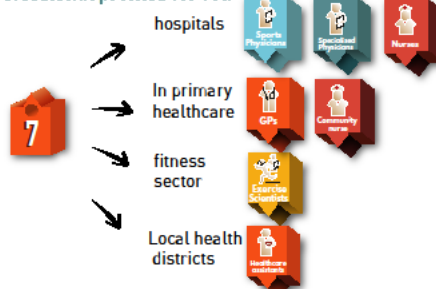 hospitals
Sports
Physicians
Specialised
Physicians
Nurses
7
In primary
healthcare
GPs
Community
nurse
fitness
sector
Exercise
Scientists
Local health
districts
Healthcare
assistants